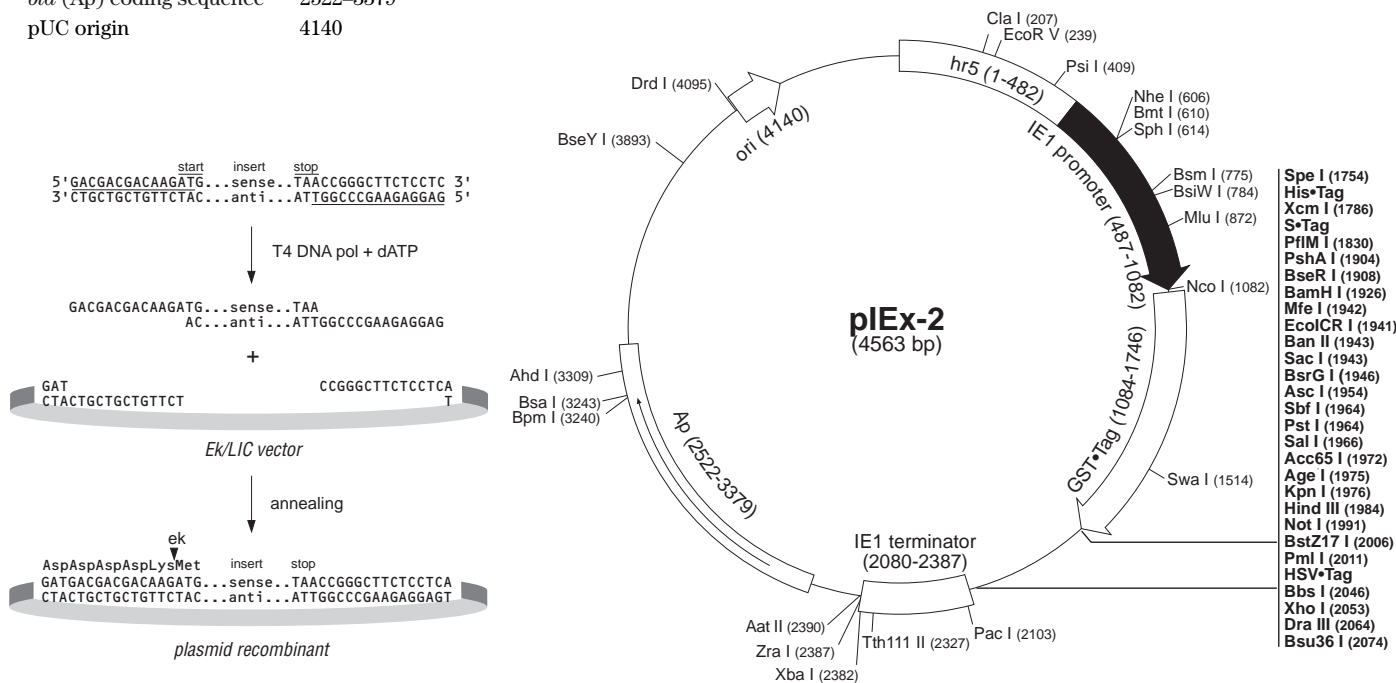 bla (Ap) coding sequence 2522–3379
pUC origin 4140
start insert stop
5'GACGACGACAAGATG...sense..TAACCGGGCTTCTCCTC 3'
3'CTGCTGCTGTTCTAC...anti...ATTGGCCCGAAGAGGAG 5'
T4 DNA pol + dATP
GACGACGACAAGATG...sense..TAA
AC...anti...ATTGGCCCGAAGAGGAG
+
GAT CCGGGCTTCTCCTCA
CTACTGCTGCTGTTCT T
Ek/LIC vector
annealing
ek
AspAspAspAspLysMet insert stop
GATGACGACGACAAGATG...sense..TAACCGGGCTTCTCCTCA
CTACTGCTGCTGTTCTAC...anti...ATTGGCCCGAAGAGGAGT
plasmid recombinant
pIEx-2
(4563 bp)
Cla I (207)
EcoR V (239)
Psi I (409)
hr5 (1-482)
Nhe I (606)
Bmt I (610)
Sph I (614)
IE1 promoter (487-1082)
Bsm I (775)
BsiW I (784)
Mlu I (872)
Nco I (1082)
GST•Tag (1084-1746)
Swa I (1514)
Spe I (1754)
His•Tag
Xcm I (1786)
S•Tag
PflM I (1830)
PshA I (1904)
BseR I (1908)
BamH I (1926)
Mfe I (1942)
EcoICR I (1941)
Ban II (1943)
Sac I (1943)
BsrG I (1946)
Asc I (1954)
Sbf I (1964)
Pst I (1964)
Sal I (1966)
Acc65 I (1972)
Age I (1975)
Kpn I (1976)
Hind III (1984)
Not I (1991)
BstZ17 I (2006)
Pml I (2011)
HSV•Tag
Bbs I (2046)
Xho I (2053)
Dra III (2064)
Bsu36 I (2074)
IE1 terminator
(2080-2387)
Pac I (2103)
Tth111 II (2327)
Xba I (2382)
Zra I (2387)
Aat II (2390)
Ap (2522-3379)
Bpm I (3240)
Bsa I (3243)
Ahd I (3309)
BseY I (3893)
Drd I (4095)
ori (4140)